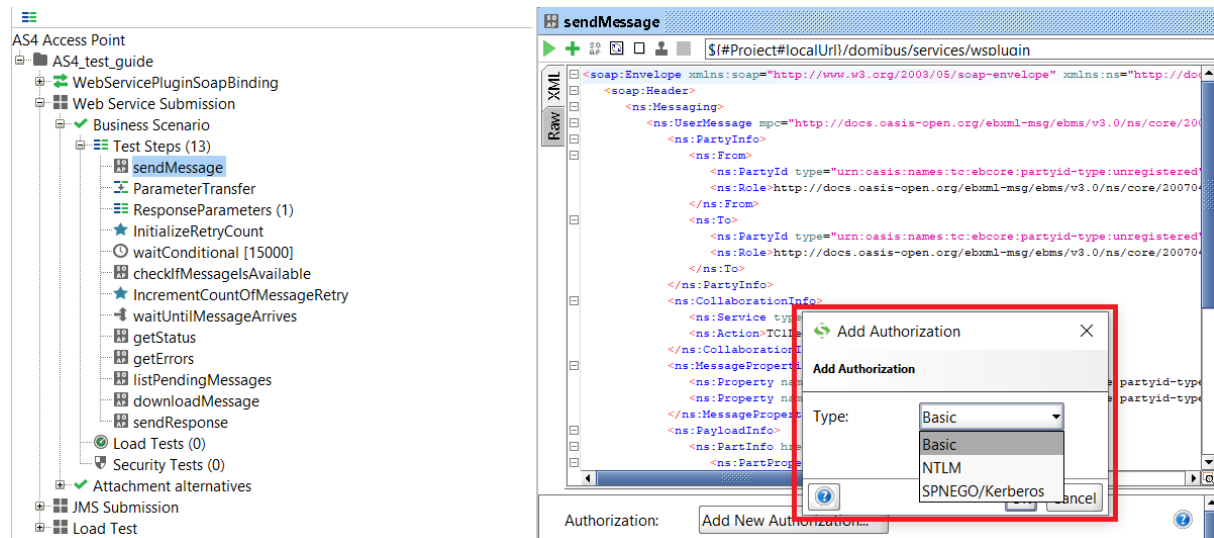 AS4 Access Point
AS4_test_guide
WebServicePluginSoapBinding
Web Service Submission
Business Scenario
Test Steps (13)
sendMessage
ParameterTransfer
ResponseParameters (1)
InitializeRetryCount
waitConditional [15000]
checkIfMessageIsAvailable
IncrementCountOfMessageRetry
waitUntilMessageArrives
getStatus
getErrors
listPendingMessages
downloadMessage
sendResponse
Load Tests (0)
Security Tests (0)
Attachment alternatives
JMS Submission
Load Test
sendMessage
${#Project#localUrl}/domibus/services/wsplugin
XML
Raw
<soap:Envelope xmlns:soap="http://www.w3.org/2003/05/soap-envelope" xmlns:ns="http://doc
<soap:Header>
<ns:Messaging>
<ns:UserMessage mpc="http://docs.oasis-open.org/ebxml-msg/ebms/v3.0/ns/core/200
<ns:PartyInfo>
<ns:From>
<ns:PartyId type="urn:oasis:names:tc:ebcore:partyid-type:unregistered"
<ns:Role>http://docs.oasis-open.org/ebxml-msg/ebms/v3.0/ns/core/200704
</ns:From>
<ns:To>
<ns:PartyId type="urn:oasis:names:tc:ebcore:partyid-type:unregistered"
<ns:Role>http://docs.oasis-open.org/ebxml-msg/ebms/v3.0/ns/core/200704
</ns:To>
</ns:PartyInfo>
<ns:CollaborationInfo>
<ns:Service typ
<ns:Action>TC1Le
</ns:CollaborationI
<ns:MessageProperti
<ns:Property nam partyid-type
<ns:Property nam partyid-type
</ns:MessagePropert
<ns:PayloadInfo>
<ns:PartInfo hre
<ns:PartPrope
Add Authorization
Add Authorization
Type: Basic
Basic
NTLM
SPNEGO/Kerberos
Cancel
Authorization: Add New Authorization...